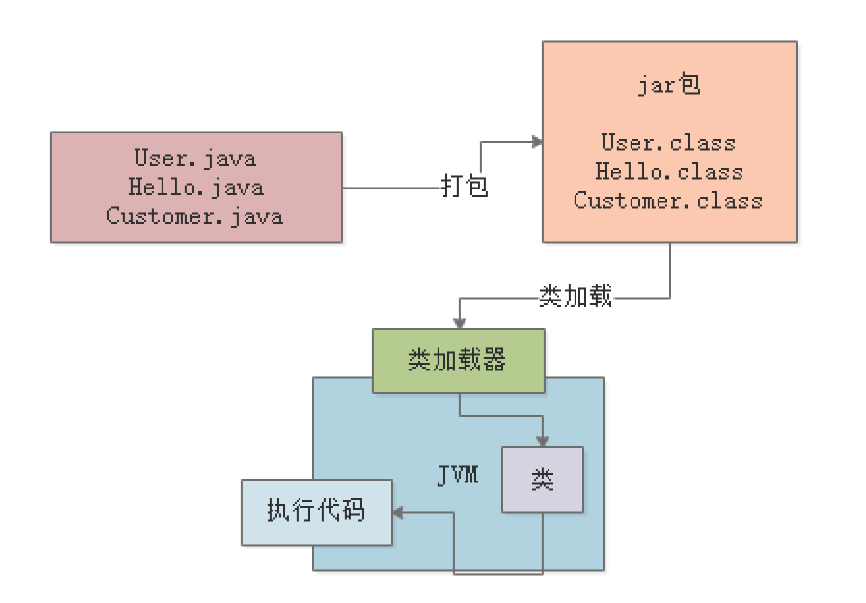 User.java
Hello.java
Customer.java
打包
jar包
User.class
Hello.class
Customer.class
类加载
类加载器
JVM
类
执行代码